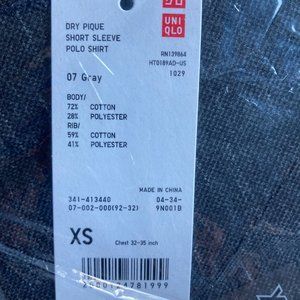 DRY PIQUE
SHORT SLEEVE
POLO SHIRT
UNI
QLO
RN139864
HT0189AD-US
1029
07 Gray
BODY/
72% COTTON
28% POLYESTER
RIB/
59% COTTON
41% POLYESTER
MADE IN CHINA
341-413440 04-34-
07-002-000(92-32) 9N001B
XS Chest 32-35 inch
2000124781999